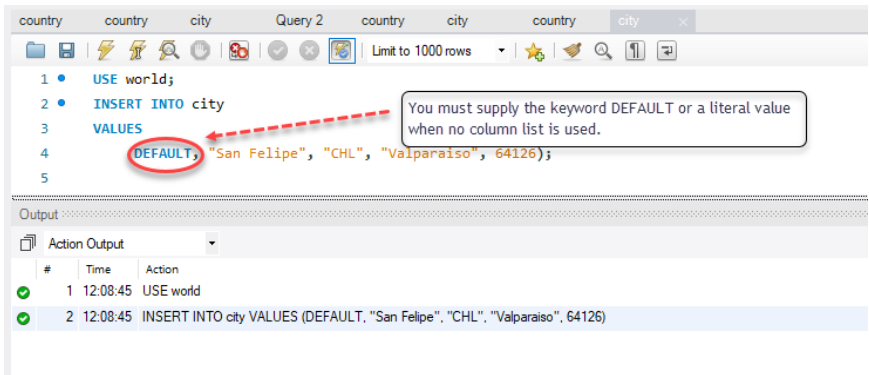 country country city Query 2 country city country city ×
Limit to 1000 rows
1 USE world;
2 INSERT INTO city
3 VALUES
4 DEFAULT, "San Felipe", "CHL", "Valparaiso", 64126);
5
You must supply the keyword DEFAULT or a literal value
when no column list is used.
Output
Action Output
# Time Action
1 12:08:45 USE world
2 12:08:45 INSERT INTO city VALUES (DEFAULT, "San Felipe", "CHL", "Valparaiso", 64126)